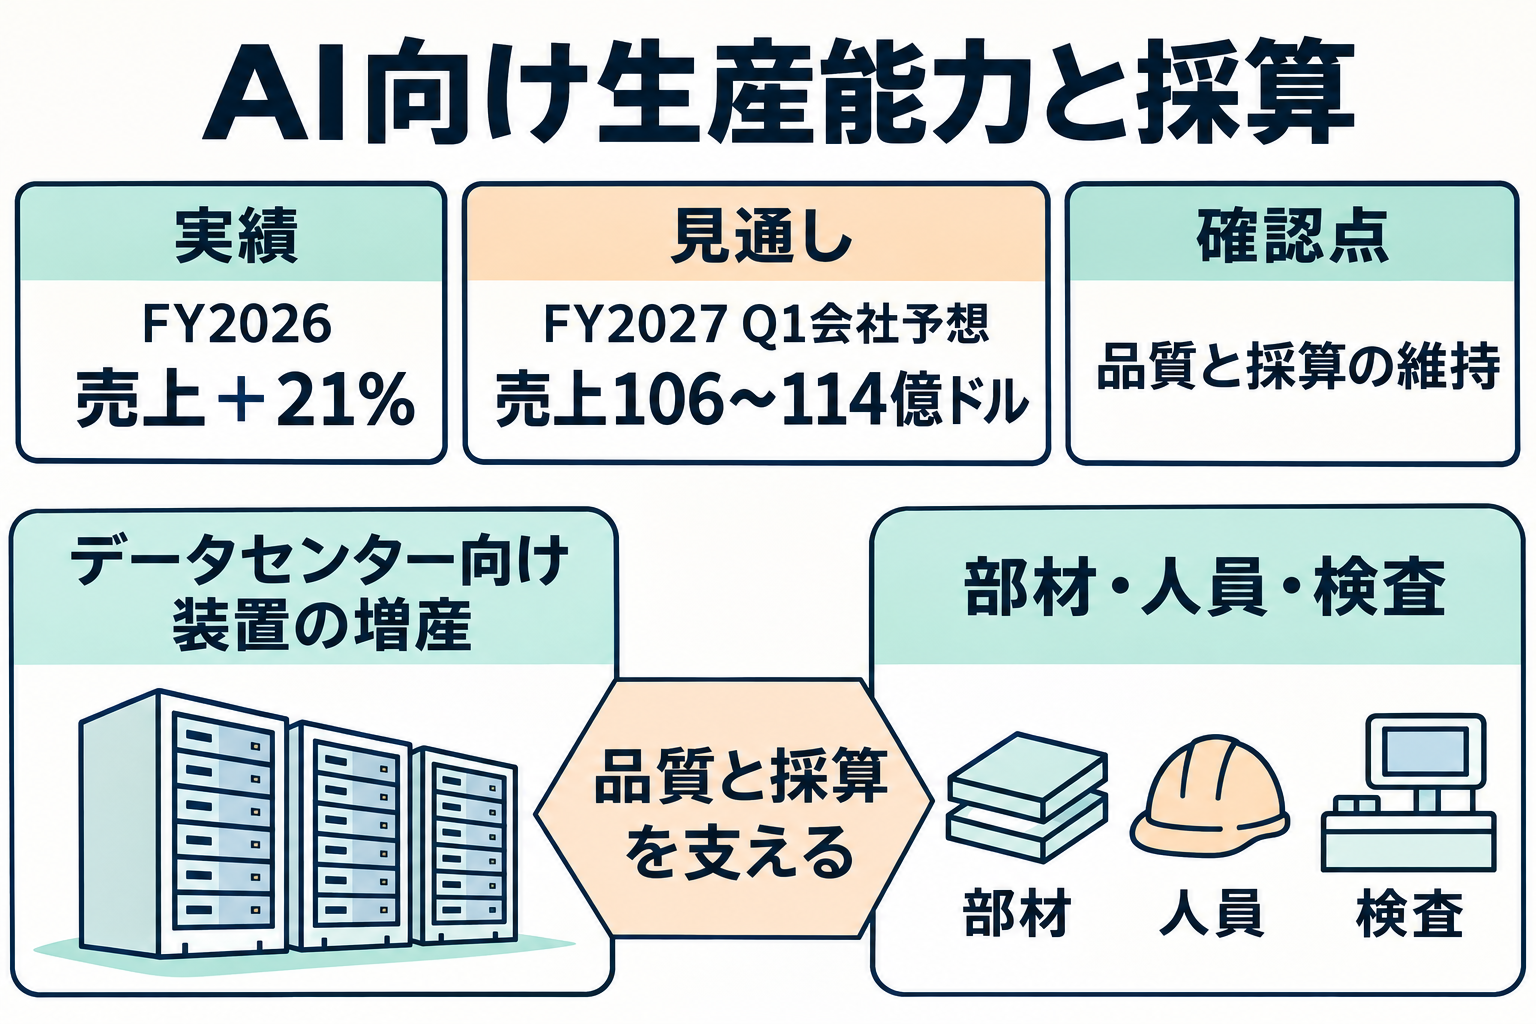 AI向け生産能力と採算
実績
FY2026
売上+21%
見通し
FY2027 Q1会社予想
売上106〜114億ドル
確認点
品質と採算の維持
データセンター向け
装置の増産
品質と採算
を支える
部材・人員・検査
部材
人員
検査